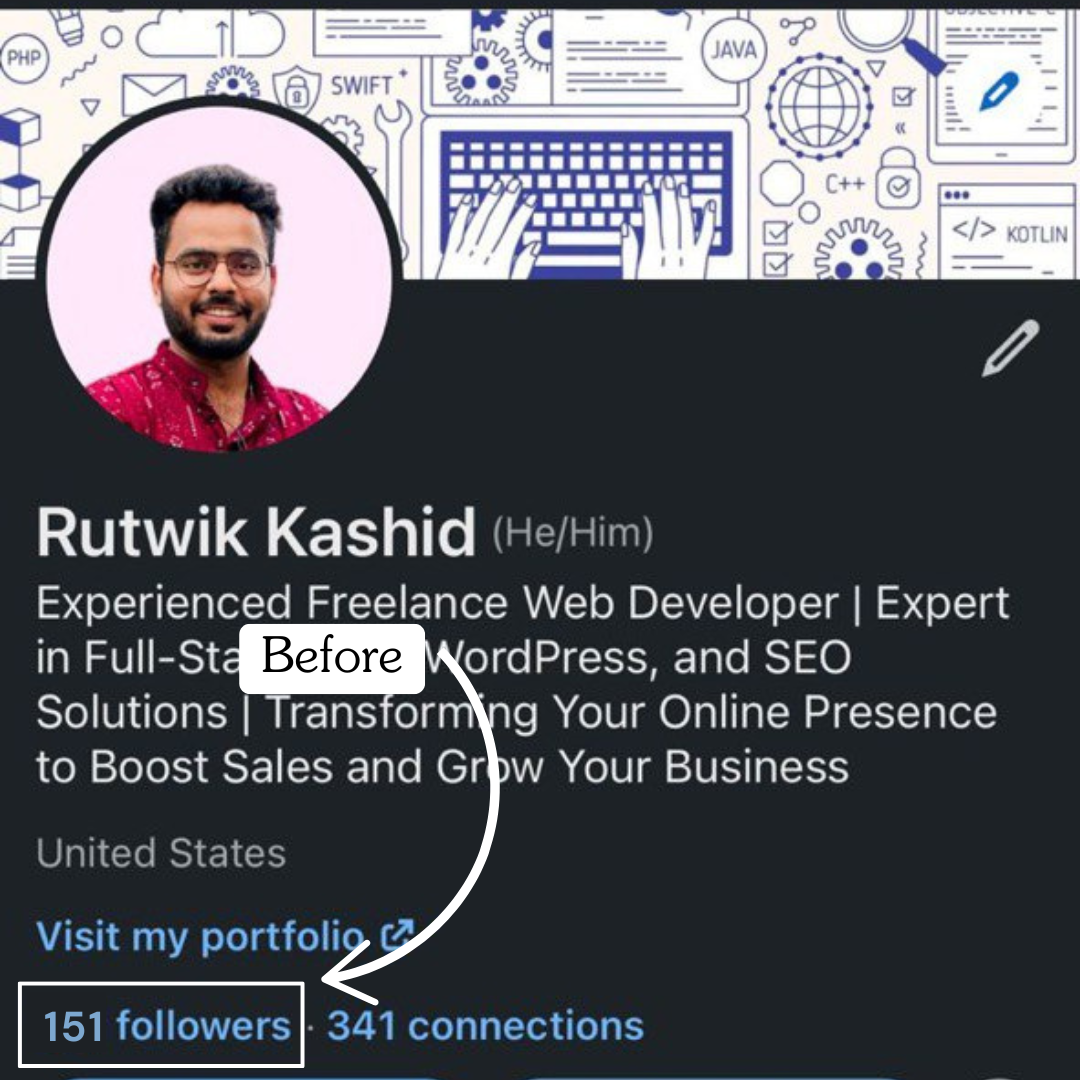 OBJECTIVE-C
PHP
JAVA
SWIFT
C++
</> KOTLIN
Rutwik Kashid (He/Him)
Experienced Freelance Web Developer | Expert
in Full-Sta Before WordPress, and SEO
Solutions | Transforming Your Online Presence
to Boost Sales and Grow Your Business
United States
Visit my portfolio
151 followers · 341 connections